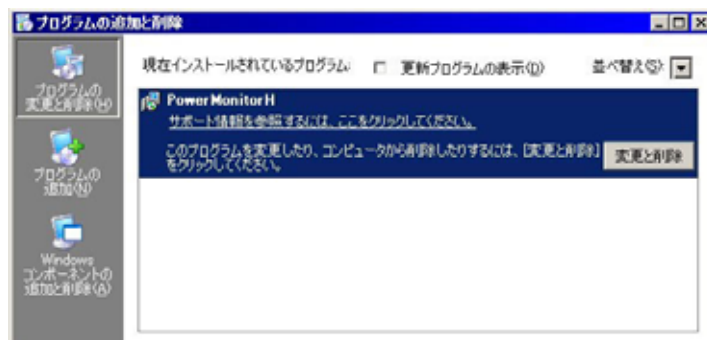 プログラムの追加と削除
現在インストールされているプログラム:
更新プログラムの表示(D)
並べ替え(S):
プログラムの
変更と削除(H)
PowerMonitorH
サポート情報を参照するには、ここをクリックしてください。
このプログラムを変更したり、コンピュータから削除したりするには、[変更と削除]
をクリックしてください。
変更と削除
プログラムの
追加(N)
Windows
コンポーネントの
追加と削除(A)